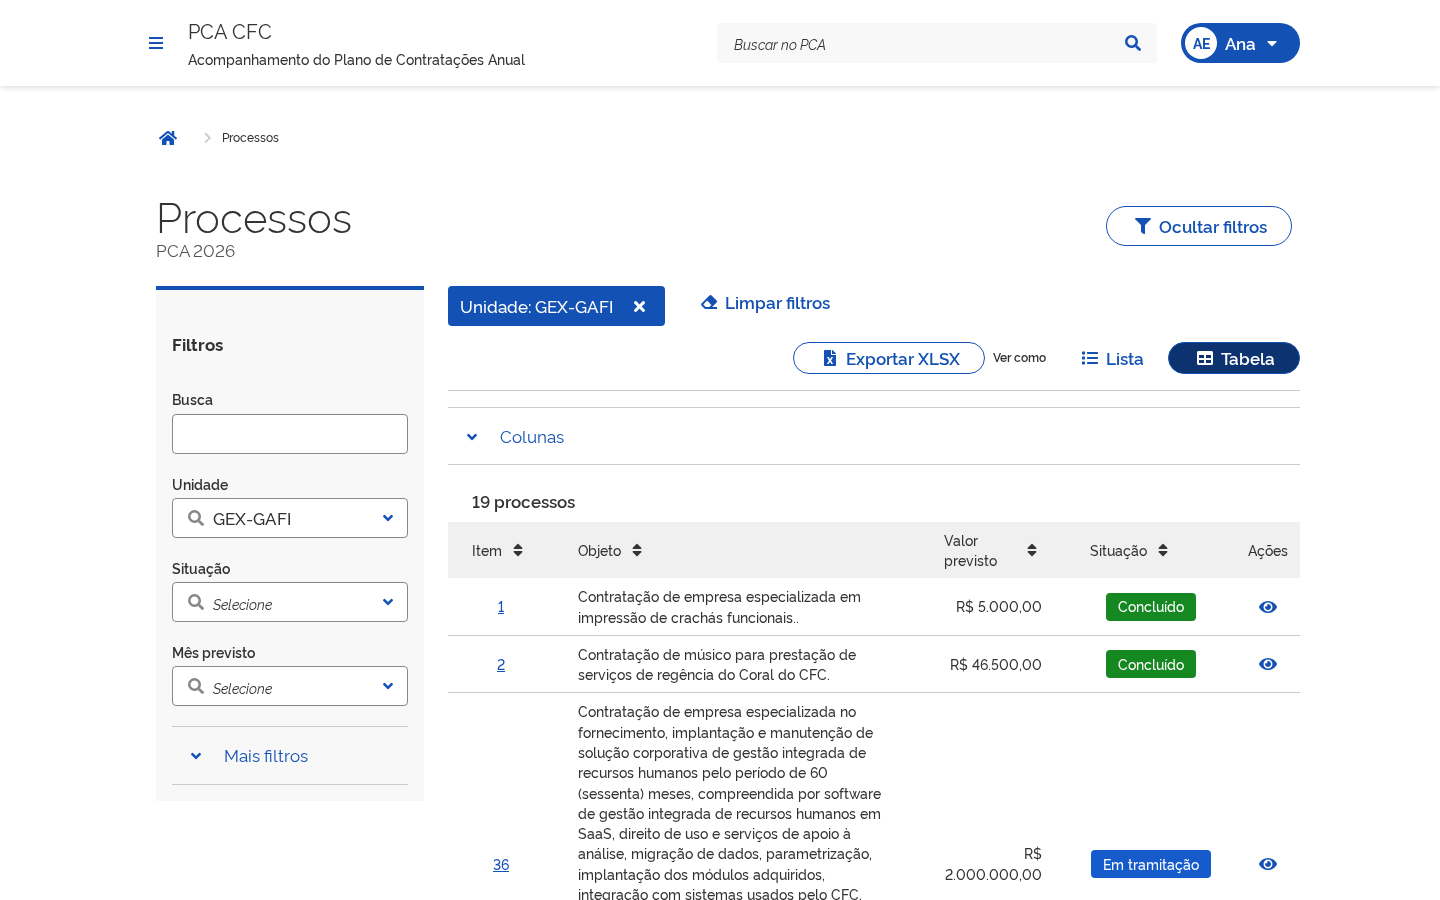 PCA CFC
Acompanhamento do Plano de Contratações Anual
Buscar no PCA
AE
Ana
Processos
Processos
PCA 2026
Ocultar filtros
Filtros
Busca
Unidade
GEX-GAFI
Situação
Selecione
Mês previsto
Selecione
Mais filtros
Unidade: GEX-GAFI
Limpar filtros
Exportar XLSX
Ver como
Lista
Tabela
Colunas
19 processos
Item
Objeto
Valor
previsto
Situação
Ações
1
Contratação de empresa especializada em
impressão de crachás funcionais..
R$ 5.000,00
Concluído
2
Contratação de músico para prestação de
serviços de regência do Coral do CFC.
R$ 46.500,00
Concluído
36
Contratação de empresa especializada no
fornecimento, implantação e manutenção de
solução corporativa de gestão integrada de
recursos humanos pelo período de 60
(sessenta) meses, compreendida por software
de gestão integrada de recursos humanos em
SaaS, direito de uso e serviços de apoio à
análise, migração de dados, parametrização,
implantação dos módulos adquiridos,
integração com sistemas usados pelo CFC.
R$
2.000.000,00
Em tramitação